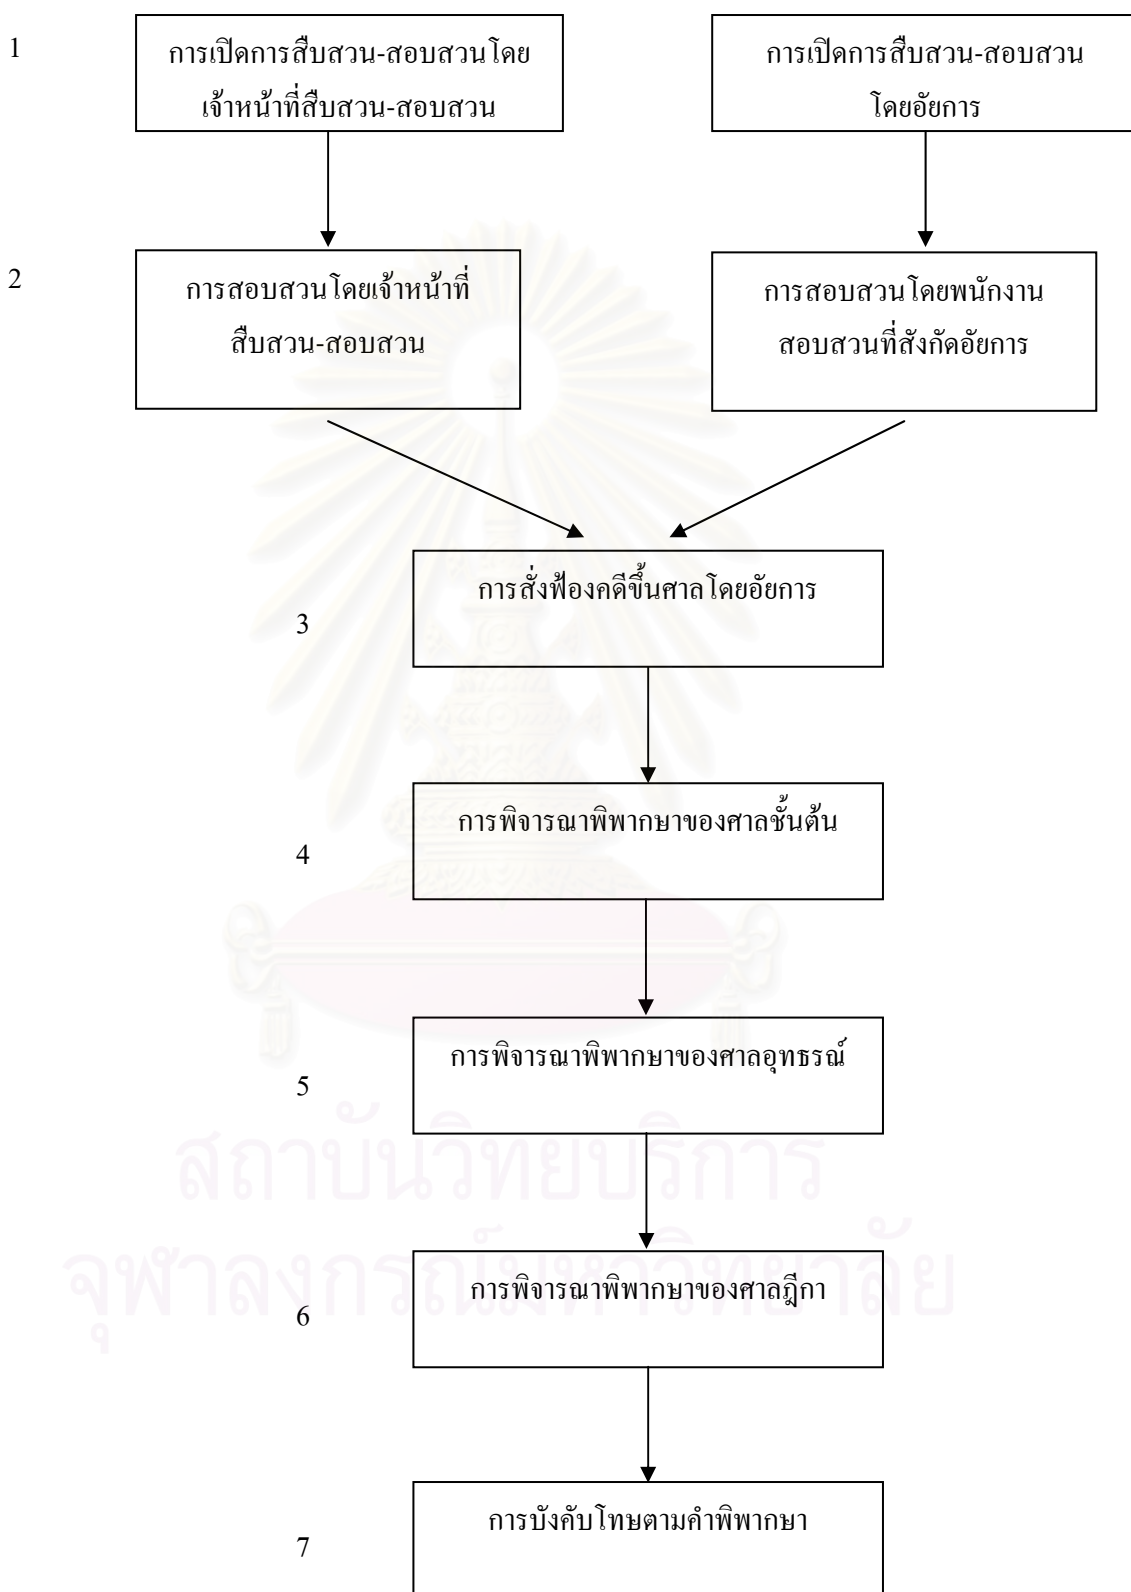 1
การเปิดการสืบสวน-สอบสวนโดย
เจ้าหน้าที่สืบสวน-สอบสวน
การเปิดการสืบสวน-สอบสวน
โดยอัยการ
2
การสอบสวนโดยเจ้าหน้าที่
สืบสวน-สอบสวน
การสอบสวนโดยพนักงาน
สอบสวนที่สังกัดอัยการ
การสั่งฟ้องคดีขึ้นศาลโดยอัยการ
3
การพิจารณาพิพากษาของศาลชั้นต้น
4
การพิจารณาพิพากษาของศาลอุทธรณ์
5
สถาบันวิทยบริการ
จุฬาลงกรณ์มหาวิทยาลัย
การพิจารณาพิพากษาของศาลฎีกา
6
การบังคับโทษตามคำพิพากษา
7